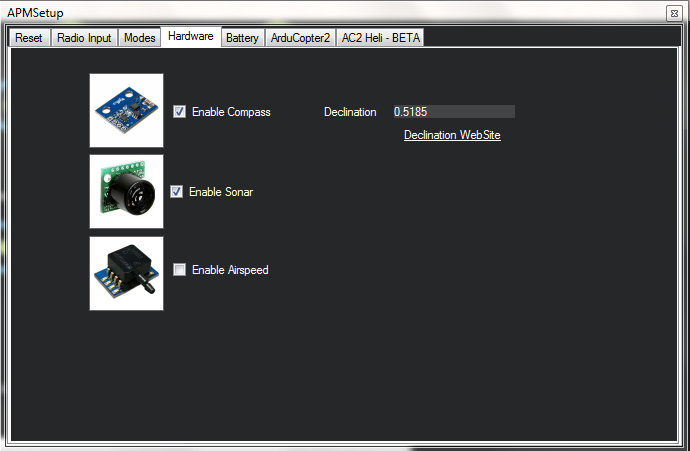 APMSetup
Reset Radio Input Modes Hardware Battery ArduCopter2 AC2 Heli - BETA
Enable Compass Declination 0.5185
Declination WebSite
Enable Sonar
Enable Airspeed